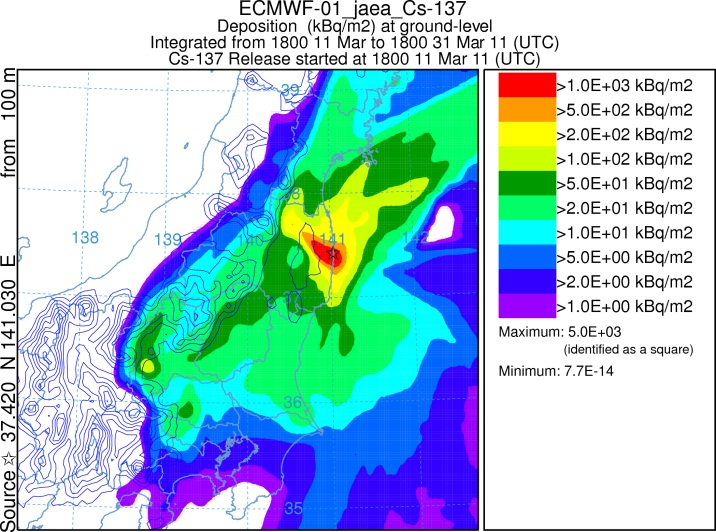 ECMWF-01_jaea_Cs-137
Deposition (kBq/m2) at ground-level
Integrated from 1800 11 Mar to 1800 31 Mar 11 (UTC)
Cs-137 Release started at 1800 11 Mar 11 (UTC)
Source ☆ 37.420 N 141.030 E from 100 m
39
38
138
139
140
141
142
37
36
35
>1.0E+03 kBq/m2
>5.0E+02 kBq/m2
>2.0E+02 kBq/m2
>1.0E+02 kBq/m2
>5.0E+01 kBq/m2
>2.0E+01 kBq/m2
>1.0E+01 kBq/m2
>5.0E+00 kBq/m2
>2.0E+00 kBq/m2
>1.0E+00 kBq/m2
Maximum: 5.0E+03
(identified as a square)
Minimum: 7.7E-14